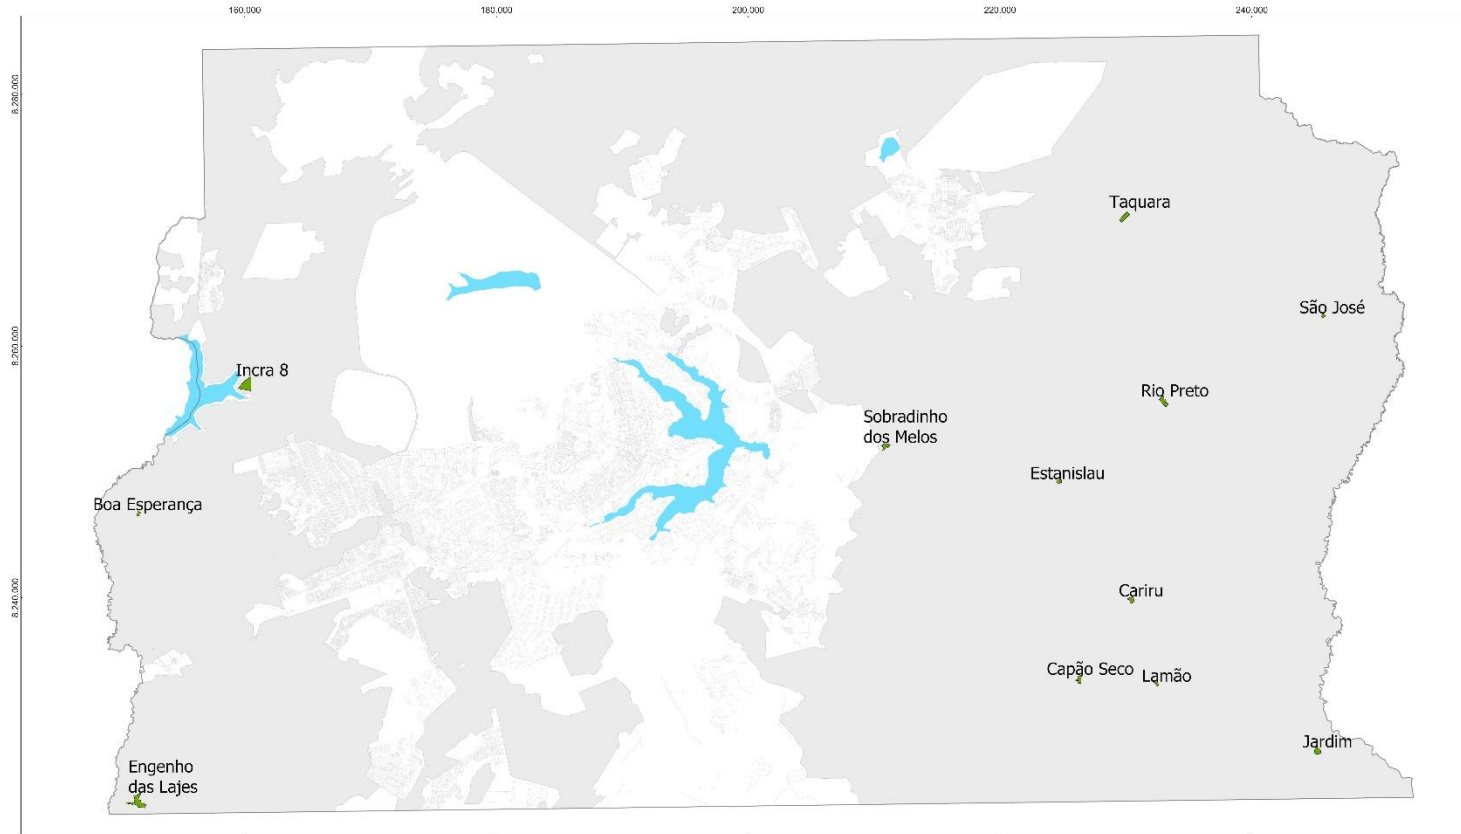 160.000
180.000
200.000
220.000
240.000
8.280.000
Taquara
São José
8.260.000
Incra 8
Rio Preto
Sobradinho
dos Melos
Estanislau
Boa Esperança
8.240.000
Cariru
Capão Seco
Lamão
Jardim
Engenho
das Lajes